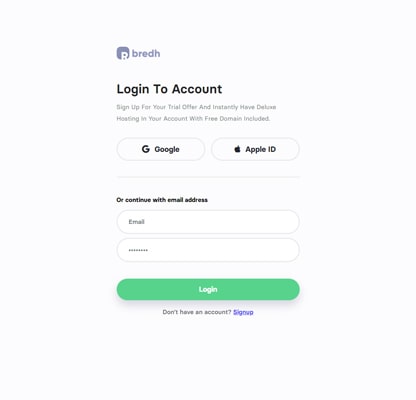 bredh
Login To Account
Sign Up For Your Trial Offer And Instantly Have Deluxe
Hosting In Your Account With Free Domain Included.
Google
Apple ID
Or continue with email address
Email
••••••••
Login
Don't have an account? Signup